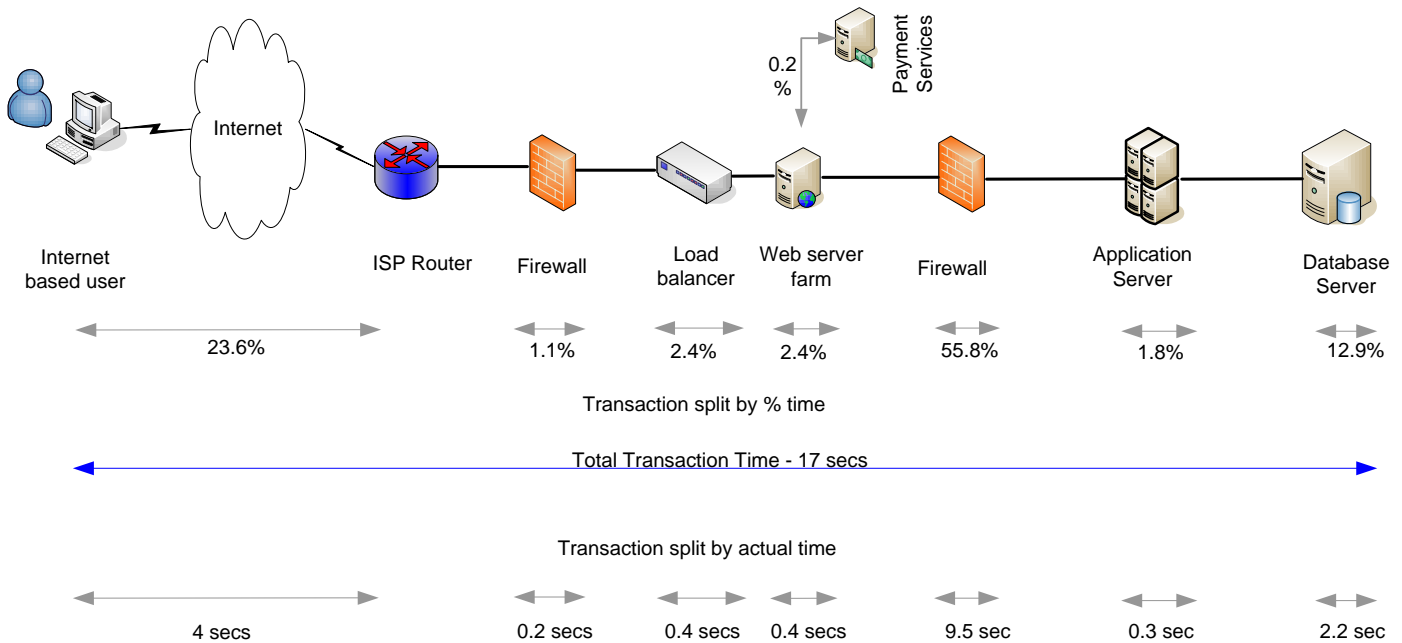 0.2
%
Payment
Services
Internet
Internet
based user
ISP Router
Firewall
Load
balancer
Web server
farm
Firewall
Application
Server
Database
Server
23.6%
1.1%
2.4%
2.4%
55.8%
1.8%
12.9%
Transaction split by % time
Total Transaction Time - 17 secs
Transaction split by actual time
4 secs
0.2 secs
0.4 secs
0.4 secs
9.5 sec
0.3 sec
2.2 sec